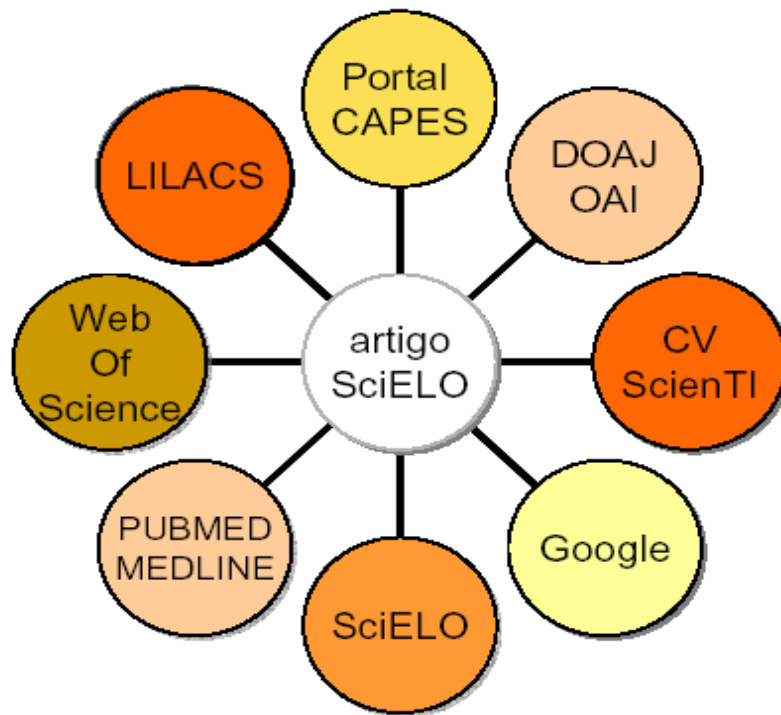 Portal
CAPES
DOAJ
OAI
LILACS
Web
Of
Science
artigo
SciELO
CV
ScienTI
PUBMED
MEDLINE
Google
SciELO